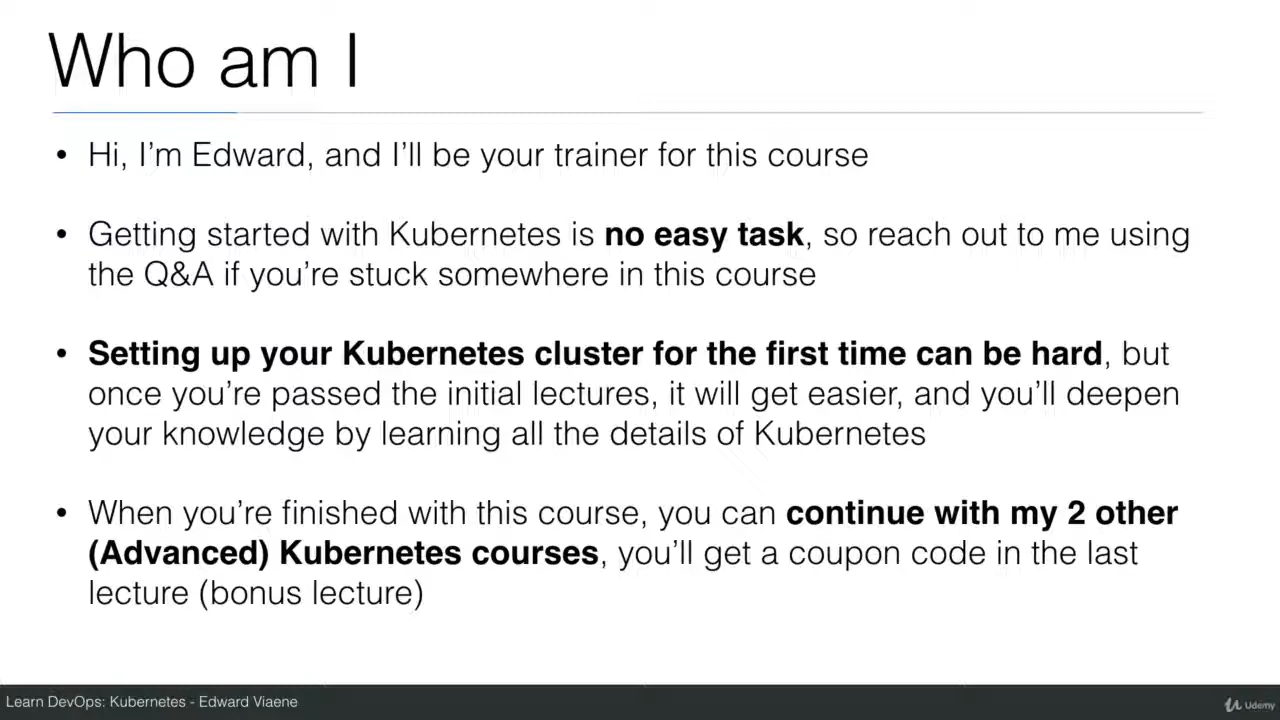 Who am I
• Hi, I’m Edward, and I’ll be your trainer for this course
• Getting started with Kubernetes is no easy task, so reach out to me using
the Q&A if you’re stuck somewhere in this course
• Setting up your Kubernetes cluster for the first time can be hard, but
once you’re passed the initial lectures, it will get easier, and you’ll deepen
your knowledge by learning all the details of Kubernetes
• When you’re finished with this course, you can continue with my 2 other
(Advanced) Kubernetes courses, you’ll get a coupon code in the last
lecture (bonus lecture)
Learn DevOps: Kubernetes - Edward Viaene
Udemy